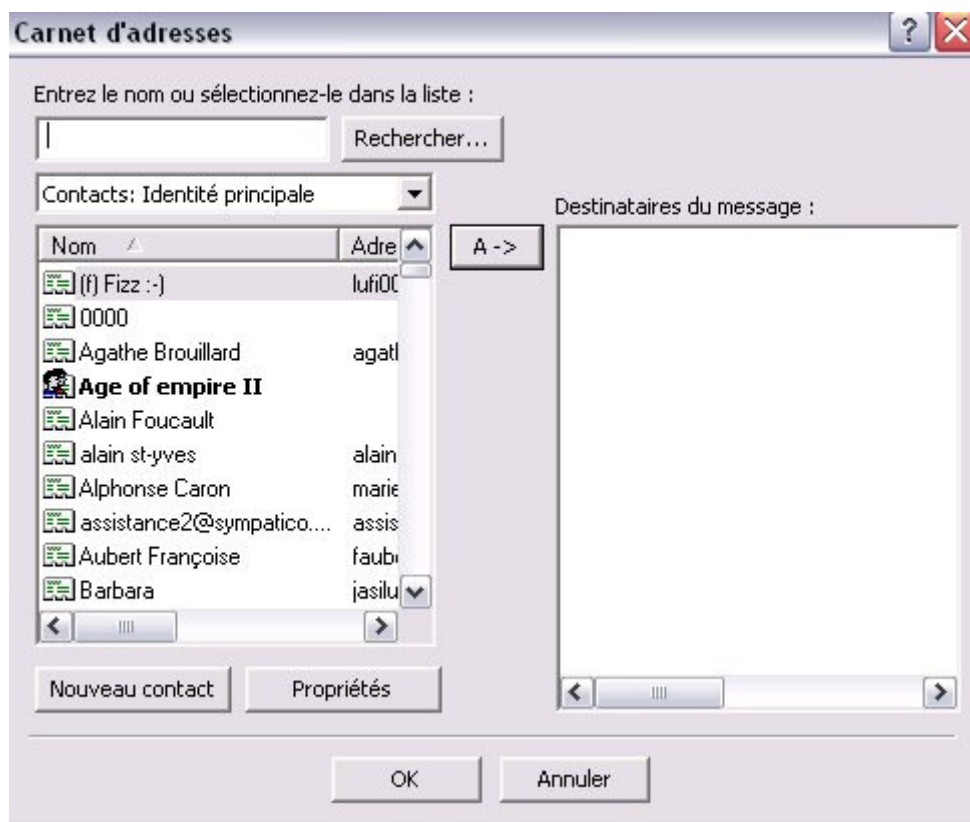 Carnet d'adresses
Entrez le nom ou sélectionnez-le dans la liste :
Rechercher...
Contacts: Identité principale
Destinataires du message :
Nom Adre
A ->
(f) Fizz :-) lufi00
0000
Agathe Brouillard agatl
Age of empire II
Alain Foucault
alain st-yves alain
Alphonse Caron marie
assistance2@sympatico.... assis
Aubert Françoise faub
Barbara jasilu
Nouveau contact Propriétés
OK Annuler